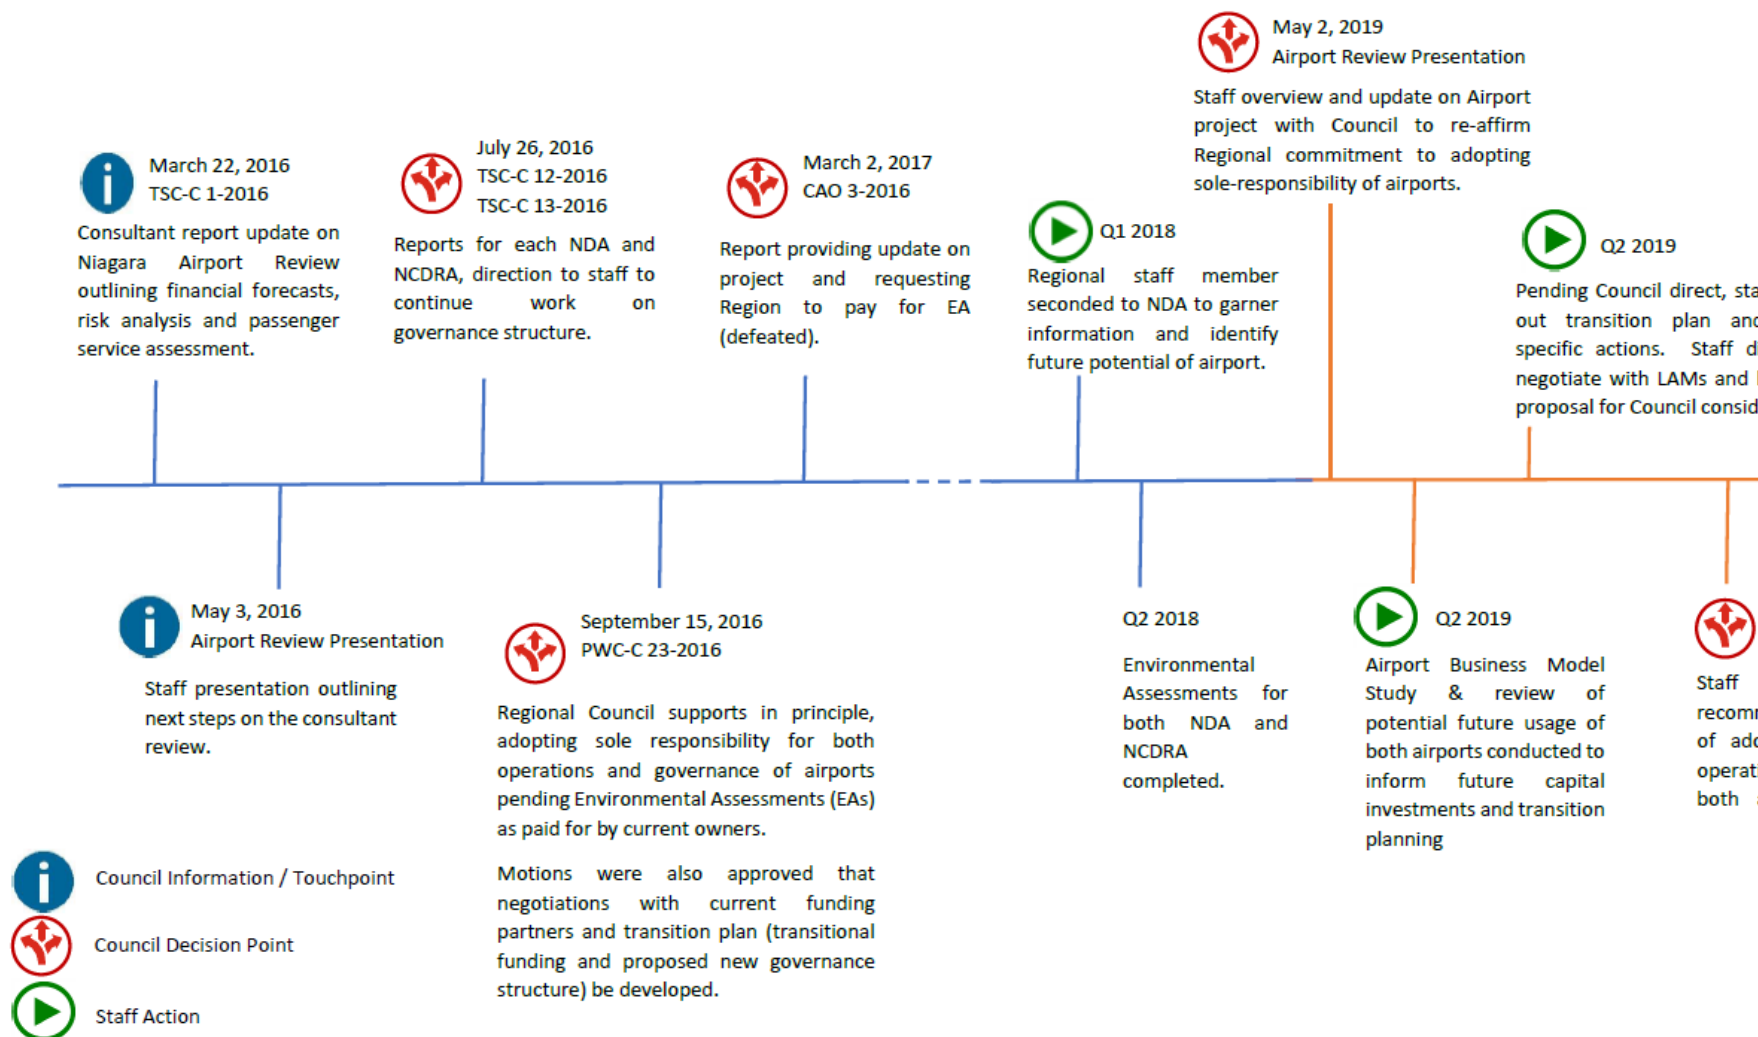 May 2, 2019
Airport Review Presentation
Staff overview and update on Airport
project with Council to re-affirm
Regional commitment to adopting
sole-responsibility of airports.
March 22, 2016
TSC-C 1-2016
Consultant report update on
Niagara Airport Review
outlining financial forecasts,
risk analysis and passenger
service assessment.
July 26, 2016
TSC-C 12-2016
TSC-C 13-2016
Reports for each NDA and
NCDRA, direction to staff to
continue work on
governance structure.
March 2, 2017
CAO 3-2016
Report providing update on
project and requesting
Region to pay for EA
(defeated).
Q1 2018
Regional staff member
seconded to NDA to garner
information and identify
future potential of airport.
Q2 2019
Pending Council direct,
out transition plan
specific actions. Staff
negotiate with LAMs and
proposal for Council
May 3, 2016
Airport Review Presentation
Staff presentation outlining
next steps on the consultant
review.
September 15, 2016
PWC-C 23-2016
Regional Council supports in principle,
adopting sole responsibility for both
operations and governance of airports
pending Environmental Assessments (EAs)
as paid for by current owners.
Motions were also approved that
negotiations with current funding
partners and transition plan (transitional
funding and proposed new governance
structure) be developed.
Q2 2018
Environmental
Assessments for
both NDA and
NCDRA
completed.
Q2 2019
Airport Business Model
Study & review of
potential future usage of
both airports conducted to
inform future capital
investments and transition
planning
Staff
of
both
Council Information / Touchpoint
Council Decision Point
Staff Action